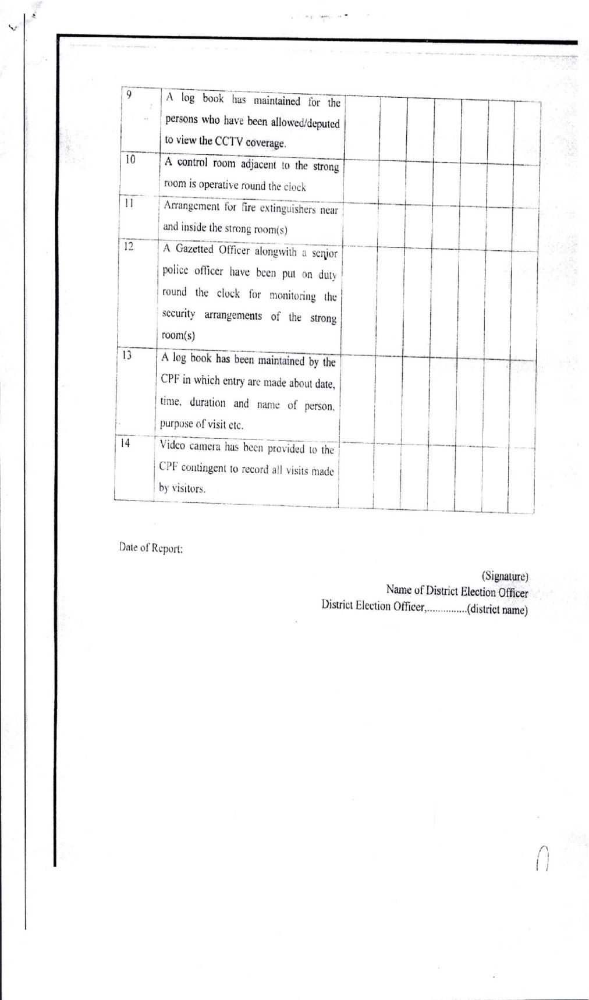 9 A log book has maintained for the
persons who have been allowed/deputed
to view the CCTV coverage.
10 A control room adjacent to the strong
room is operative round the clock
11 Arrangement for fire extinguishers near
and inside the strong room(s)
12 A Gazetted Officer alongwith a senior
police officer have been put on duty
round the clock for monitoring the
security arrangements of the strong
room(s)
13 A log book has been maintained by the
CPF in which entry are made about date,
time, duration and name of person,
purpose of visit etc.
14 Video camera has been provided to the
CPF contingent to record all visits made
by visitors.
Date of Report:
(Signature)
Name of District Election Officer
District Election Officer,...............(district name)